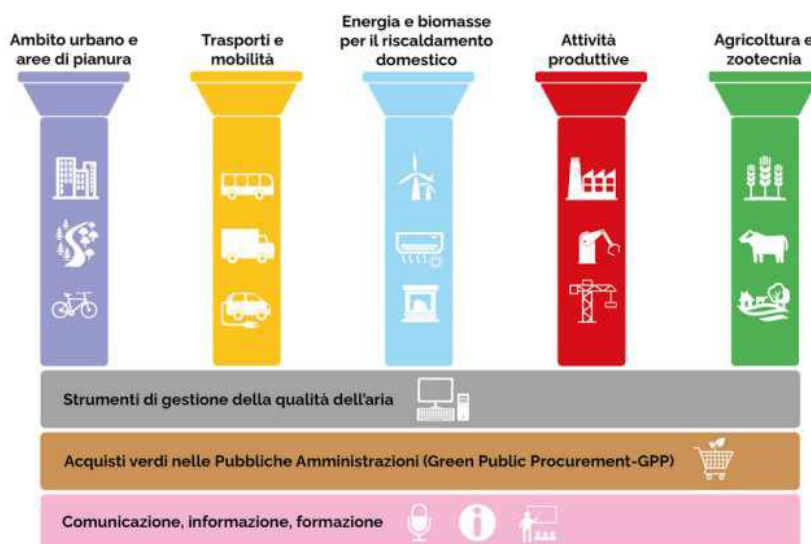 Ambito urbano e
aree di pianura
Trasporti e
mobilità
Energia e biomasse
per il riscaldamento
domestico
Attività
produttive
Agricoltura e
zootecnia
Strumenti di gestione della qualità dell'aria
Acquisti verdi nelle Pubbliche Amministrazioni (Green Public Procurement-GPP)
Comunicazione, informazione, formazione